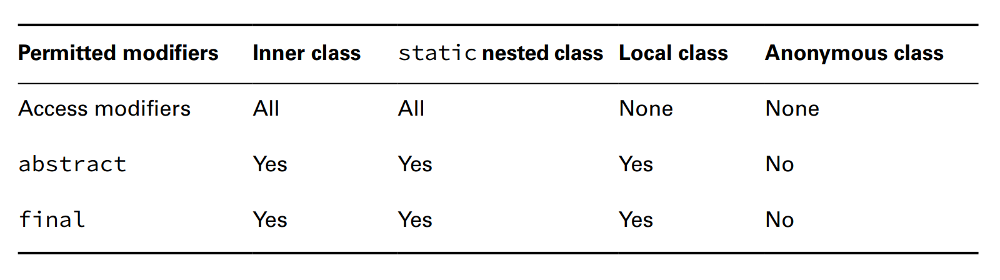 Permitted modifiers Inner class static nested class Local class Anonymous class
Access modifiers All All None None
abstract Yes Yes Yes No
final Yes Yes Yes No